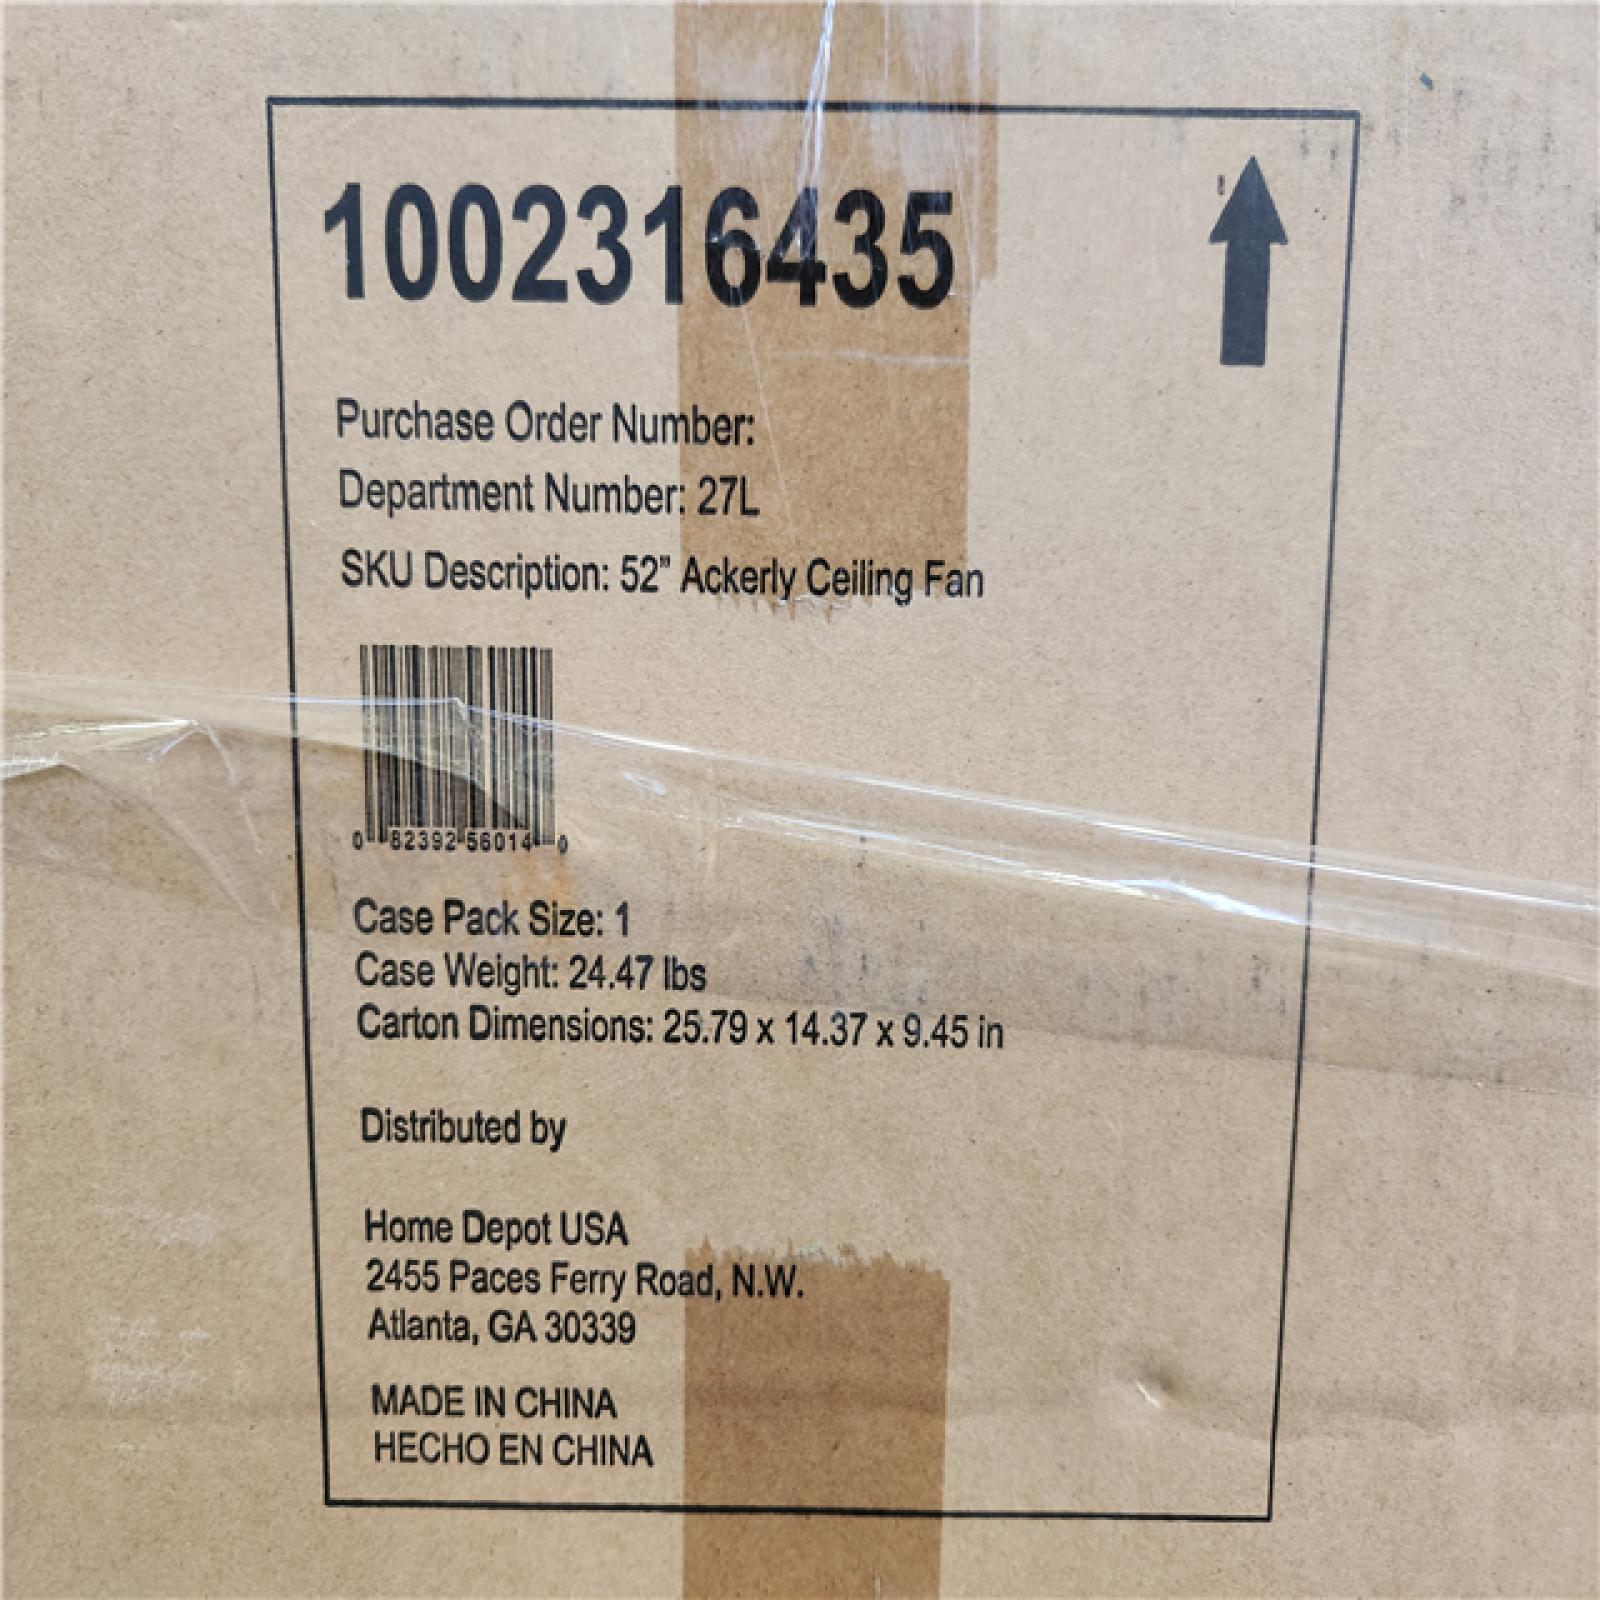 1002316435
Purchase Order Number:
Department Number: 27L
SKU Description: 52” Ackerly Ceiling Fan
0 82392 56014 0
Case Pack Size: 1
Case Weight: 24.47 lbs
Carton Dimensions: 25.79 x 14.37 x 9.45 in
Distributed by
Home Depot USA
2455 Paces Ferry Road, N.W.
Atlanta, GA 30339
MADE IN CHINA
HECHO EN CHINA